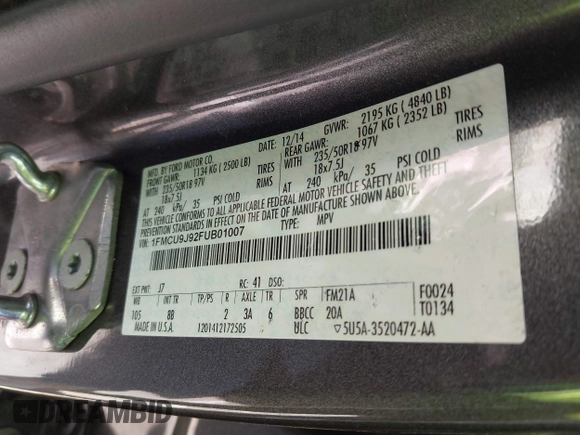 MFD. BY FORD MOTOR CO.
DATE: 12/14 GVWR: 2195 KG ( 4840 LB)
FRONT GAWR: 1134 KG ( 2500 LB) REAR GAWR: 1067 KG ( 2352 LB)
WITH 235/50R18 97V TIRES WITH 235/50R18 97V TIRES
18x7.5J RIMS 18x7.5J RIMS
AT 240 kPa/ 35 PSI COLD AT 240 kPa/ 35 PSI COLD
THIS VEHICLE CONFORMS TO ALL APPLICABLE FEDERAL MOTOR VEHICLE SAFETY AND THEFT
PREVENTION STANDARDS IN EFFECT ON THE DATE OF MANUFACTURE SHOWN ABOVE.
VIN: 1FMCU9J92FUB01007 TYPE: MPV
EXT PNT: J7 RC: 41 DSO: F0024
WB INT TR TP/PS R AXLE TR SPR FM21A T0134
105 8B 2 3A 6 BBCC 20A
MADE IN U.S.A. 1201412172505 ULC 5U5A-3520472-AA
DREAMBID